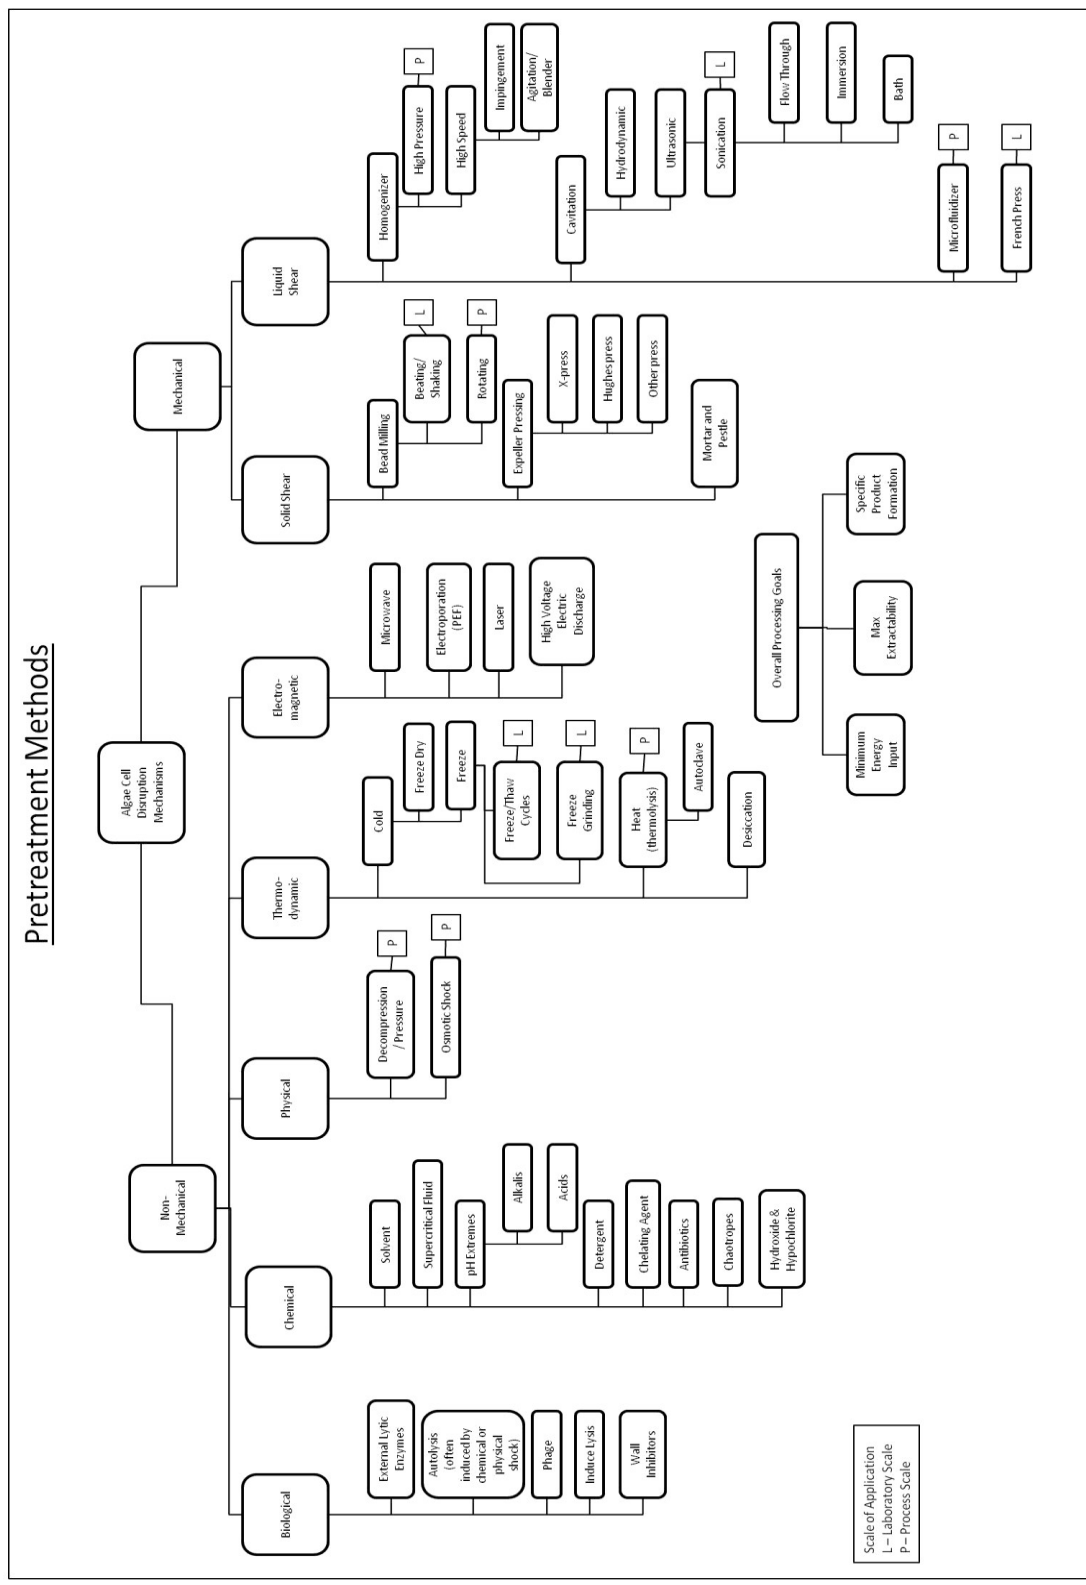 Pretreatment Methods
Algae Cell
Disruption
Mechanisms
Non-
Mechanical
Mechanical
Biological
External Lytic
Enzymes
Autolysis
(often
induced by
chemical or
physical
shock)
Phage
Induce Lysis
Wall
Inhibitors
Chemical
Solvent
Supercritical Fluid
pH Extremes
Alkalis
Acids
Detergent
Chelating Agent
Antibiotics
Chaotropes
Hydroxide &
Hypochlorite
Physical
Decompression
/ Pressure
P
Osmotic Shock
P
Thermo-
dynamic
Cold
Freeze Dry
Freeze
Freeze/Thaw
Cycles
L
Freeze
Grinding
L
Heat
(thermolysis)
P
Autoclave
Desiccation
Electro-
magnetic
Microwave
Electroporation
(PEF)
Laser
High Voltage
Electric
Discharge
Solid Shear
Bead Milling
Beating/
Shaking
L
Rotating
P
Expeller Pressing
X-press
Hughes press
Other press
Mortar and
Pestle
Liquid
Shear
Homogenizer
High Pressure
P
High Speed
Impingement
Agitation/
Blender
Cavitation
Hydrodynamic
Ultrasonic
Sonication
L
Flow Through
Immersion
Bath
Microfluidizer
P
French Press
L
Overall Processing Goals
Minimum
Energy
Input
Max
Extractability
Specific
Product
Formation
Scale of Application
L – Laboratory Scale
P – Process Scale